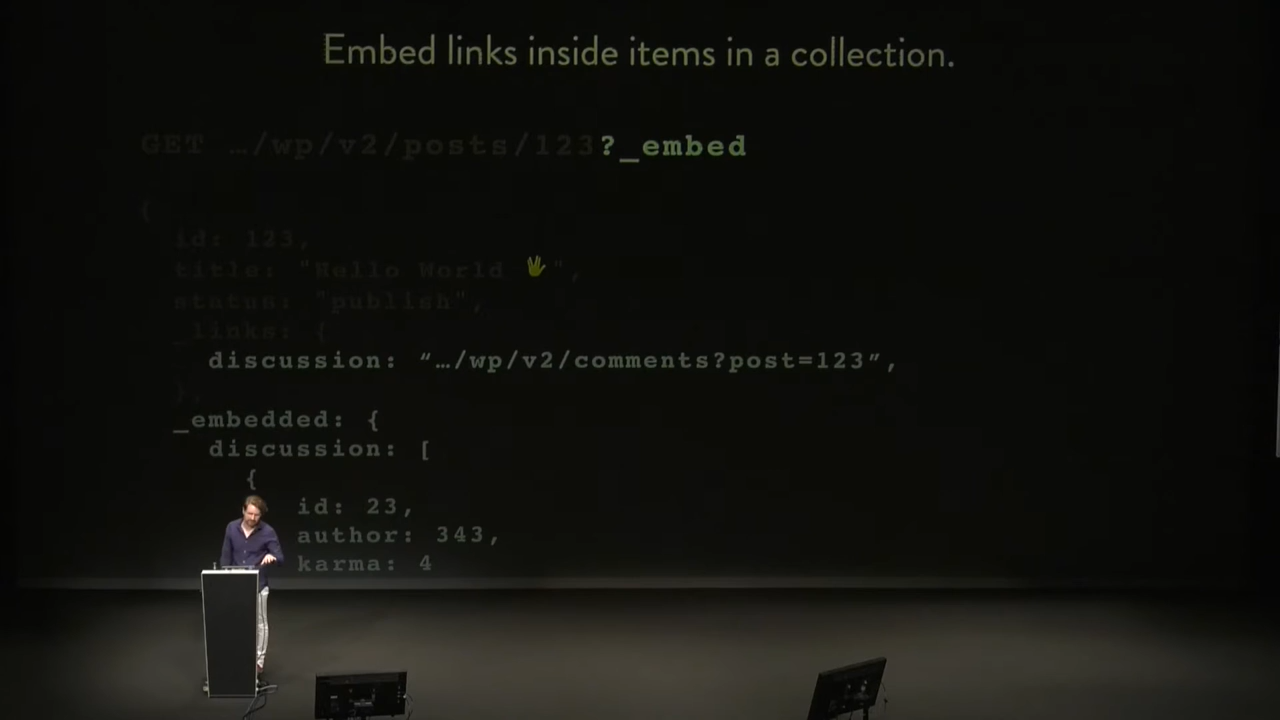 Embed links inside items in a collection.
GET …/wp/v2/posts/123?_embed
{
id: 123,
title: "Hello World 🖖",
status: "publish",
_links: {
discussion: “…/wp/v2/comments?post=123”,
},
_embedded: {
discussion: [
{
id: 23,
author: 343,
karma: 4